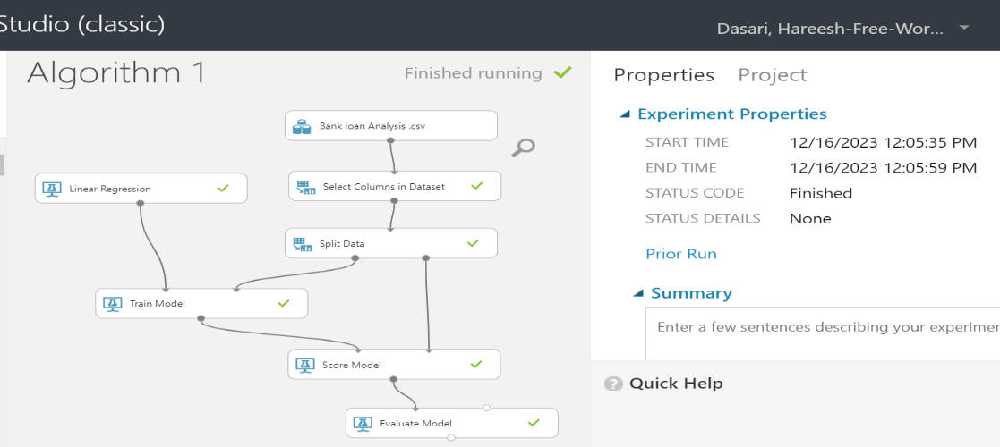 Studio (classic)
Dasari, Hareesh-Free-Wor...
Algorithm 1
Finished running
Bank loan Analysis .csv
Linear Regression
Select Columns in Dataset
Split Data
Train Model
Score Model
Evaluate Model
Properties Project
Experiment Properties
START TIME 12/16/2023 12:05:35 PM
END TIME 12/16/2023 12:05:59 PM
STATUS CODE Finished
STATUS DETAILS None
Prior Run
Summary
Enter a few sentences describing your experimer
? Quick Help